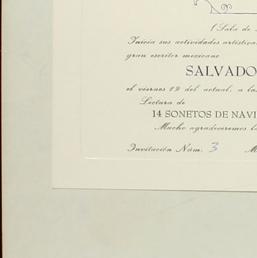 ( Sala de
Inicia sus actividades artística
gran escritor mexicano
SALVADO
el viernes 19 del actual, a la
Lectura de
14 SONETOS DE NAVI
Mucho agradeceremos
Invitación Núm. 3 M